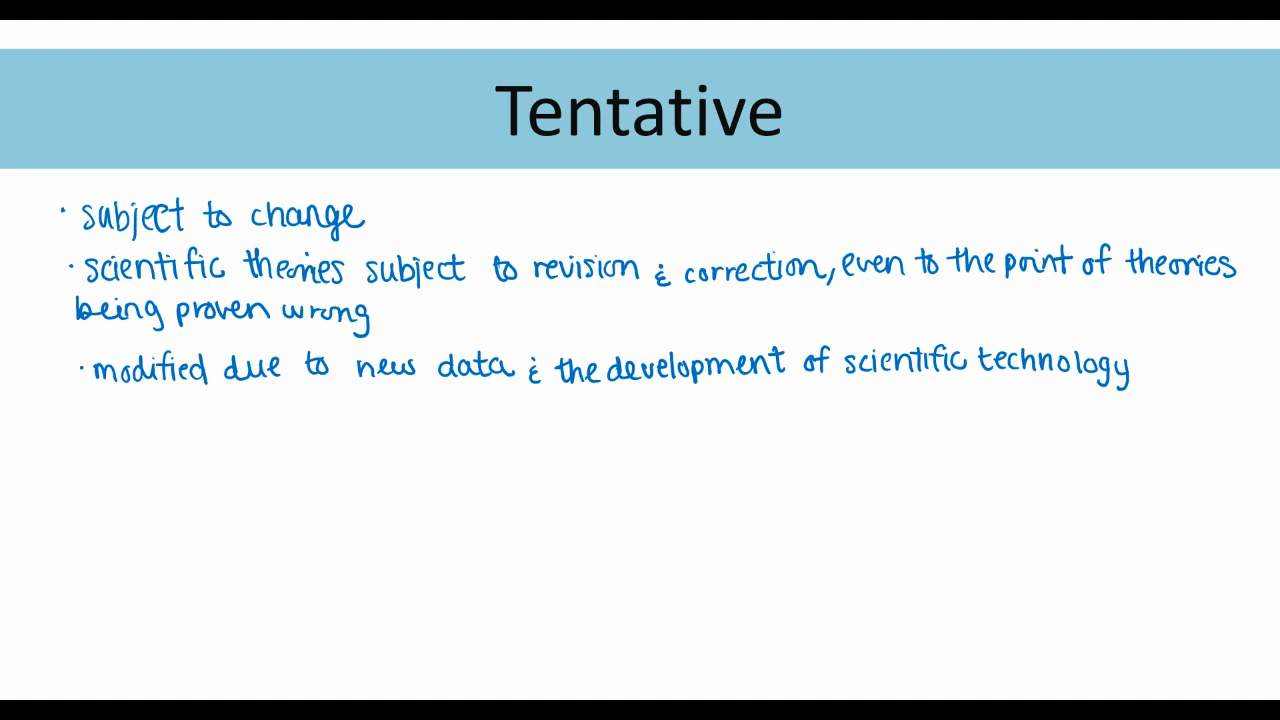 Tentative
· subject to change
· scientific theories subject to revision & correction, even to the point of theories
being proven wrong
· modified due to new data & the development of scientific technology